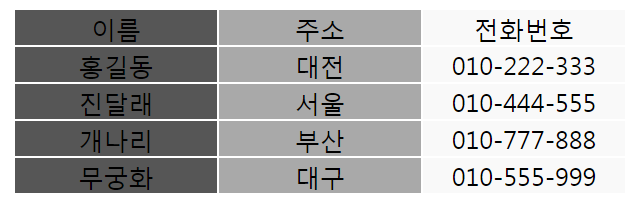 이름 주소 전화번호
홍길동 대전 010-222-333
진달래 서울 010-444-555
개나리 부산 010-777-888
무궁화 대구 010-555-999